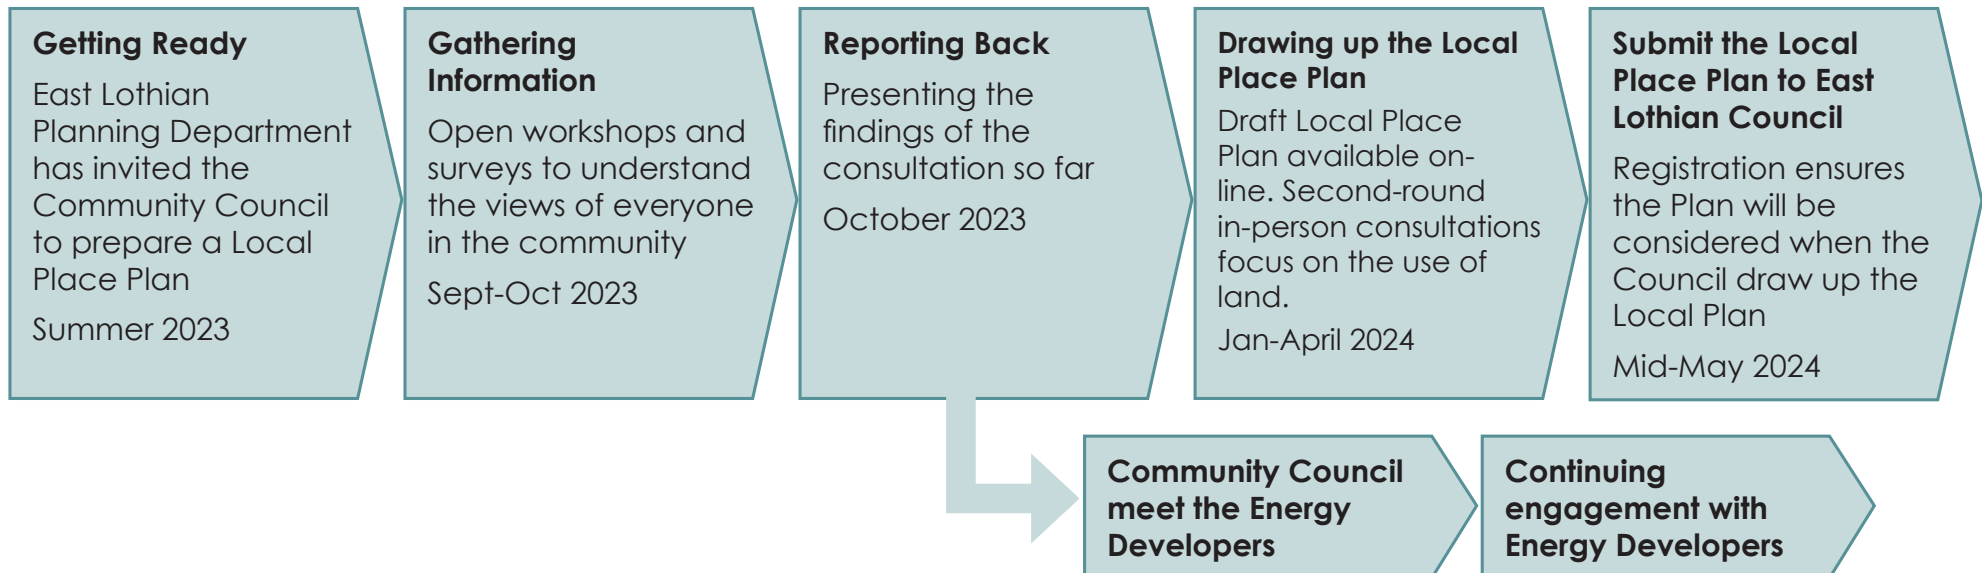 Getting Ready
East Lothian
Planning Department
has invited the
Community Council
to prepare a Local
Place Plan
Summer 2023
Gathering
Information
Open workshops and
surveys to understand
the views of everyone
in the community
Sept-Oct 2023
Reporting Back
Presenting the
findings of the
consultation so far
October 2023
Drawing up the Local
Place Plan
Draft Local Place
Plan available on-
line. Second-round
in-person consultations
focus on the use of
land.
Jan-April 2024
Submit the Local
Place Plan to East
Lothian Council
Registration ensures
the Plan will be
considered when the
Council draw up the
Local Plan
Mid-May 2024
Community Council
meet the Energy
Developers
Continuing
engagement with
Energy Developers